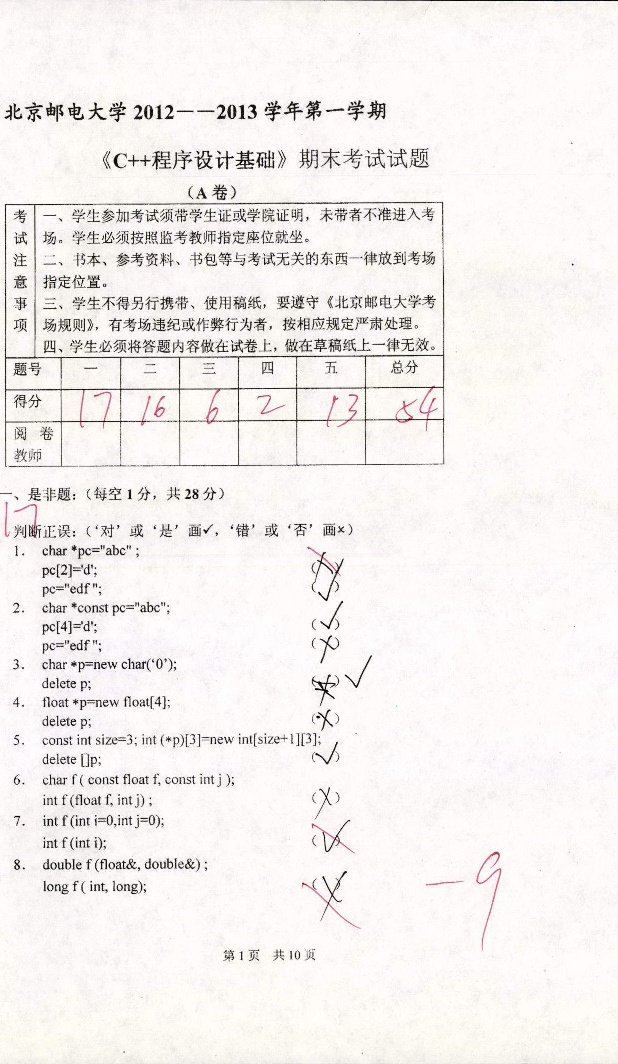 北京邮电大学 2012——2013 学年第一学期
《C++程序设计基础》期末考试试题
（A 卷）
考试注意事项
一、学生参加考试须带学生证或学院证明，未带者不准进入考
场。学生必须按照监考教师指定座位就坐。
二、书本、参考资料、书包等与考试无关的东西一律放到考场
指定位置。
三、学生不得另行携带、使用稿纸，要遵守《北京邮电大学考
场规则》，有考场违纪或作弊行为者，按相应规定严肃处理。
四、学生必须将答题内容做在试卷上，做在草稿纸上一律无效。
题号 一 二 三 四 五 总分
得分 17 16 6 2 13 54
阅卷教师
一、是非题：（每空 1 分，共 28 分）
17
判断正误：（‘对’或‘是’画✓，‘错’或‘否’画×）
1. char *pc="abc" ;
pc[2]='d'; ( )
pc="edf "; (✓)
2. char *const pc="abc";
pc[4]='d'; (✓)
pc="edf "; (×)
3. char *p=new char(‘0’);
delete p; ( ) ✓
4. float *p=new float[4];
delete p; (×)
5. const int size=3; int (*p)[3]=new int[size+1][3];
delete []p; (✓)
6. char f ( const float f, const int j );
int f (float f, int j) ; (×)
7. int f (int i=0,int j=0);
int f (int i); (✓)
8. double f (float&, double&) ;
long f ( int, long); (×)
－9
第 1 页 共 10 页